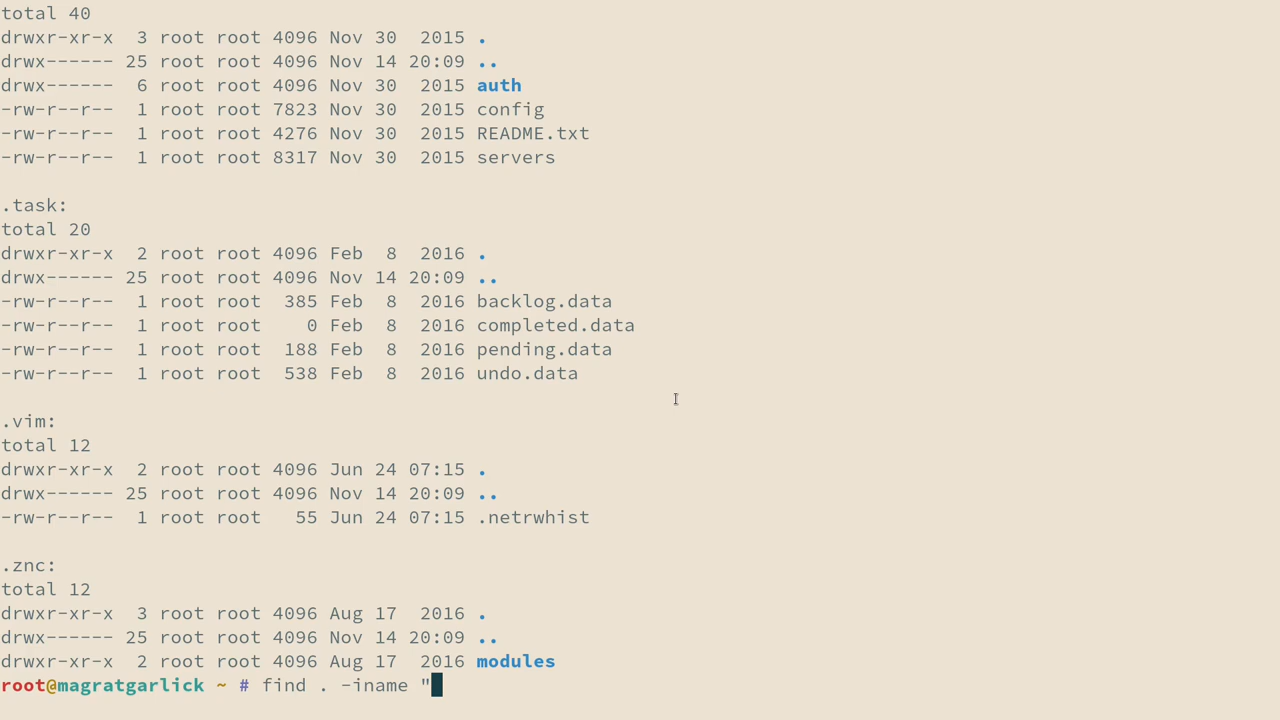 total 40
drwxr-xr-x  3 root root 4096 Nov 30  2015 .
drwx------ 25 root root 4096 Nov 14 20:09 ..
drwx------  6 root root 4096 Nov 30  2015 auth
-rw-r--r--  1 root root 7823 Nov 30  2015 config
-rw-r--r--  1 root root 4276 Nov 30  2015 README.txt
-rw-r--r--  1 root root 8317 Nov 30  2015 servers

.task:
total 20
drwxr-xr-x  2 root root 4096 Feb  8  2016 .
drwx------ 25 root root 4096 Nov 14 20:09 ..
-rw-r--r--  1 root root  385 Feb  8  2016 backlog.data
-rw-r--r--  1 root root    0 Feb  8  2016 completed.data
-rw-r--r--  1 root root  188 Feb  8  2016 pending.data
-rw-r--r--  1 root root  538 Feb  8  2016 undo.data

.vim:
total 12
drwxr-xr-x  2 root root 4096 Jun 24 07:15 .
drwx------ 25 root root 4096 Nov 14 20:09 ..
-rw-r--r--  1 root root   55 Jun 24 07:15 .netrwhist

.znc:
total 12
drwxr-xr-x  3 root root 4096 Aug 17  2016 .
drwx------ 25 root root 4096 Nov 14 20:09 ..
drwxr-xr-x  2 root root 4096 Aug 17  2016 modules
root@magratgarlick ~ # find . -iname "